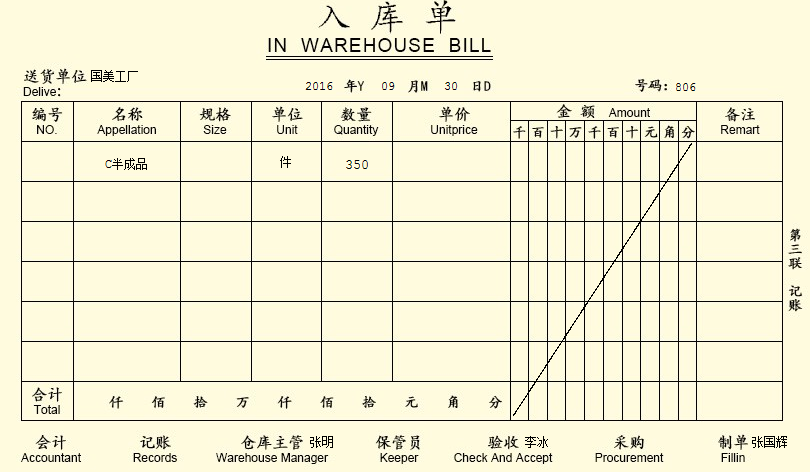 入库单
IN WAREHOUSE BILL
送货单位 国美工厂
Delive:
2016 年Y 09 月M 30 日D
号码: 806
编号 名称 规格 单位 数量 单价 金 额 Amount 备注
NO. Appellation Size Unit Quantity Unitprice 千 百 十 万 千 百 十 元 角 分 Remart
C半成品 件 350
第三联 记账
合计 仟 佰 拾 万 仟 佰 拾 元 角 分
Total
会计 记账 仓库主管 张明 保管员 验收 李冰 采购 制单 张国辉
Accountant Records Warehouse Manager Keeper Check And Accept Procurement Fillin